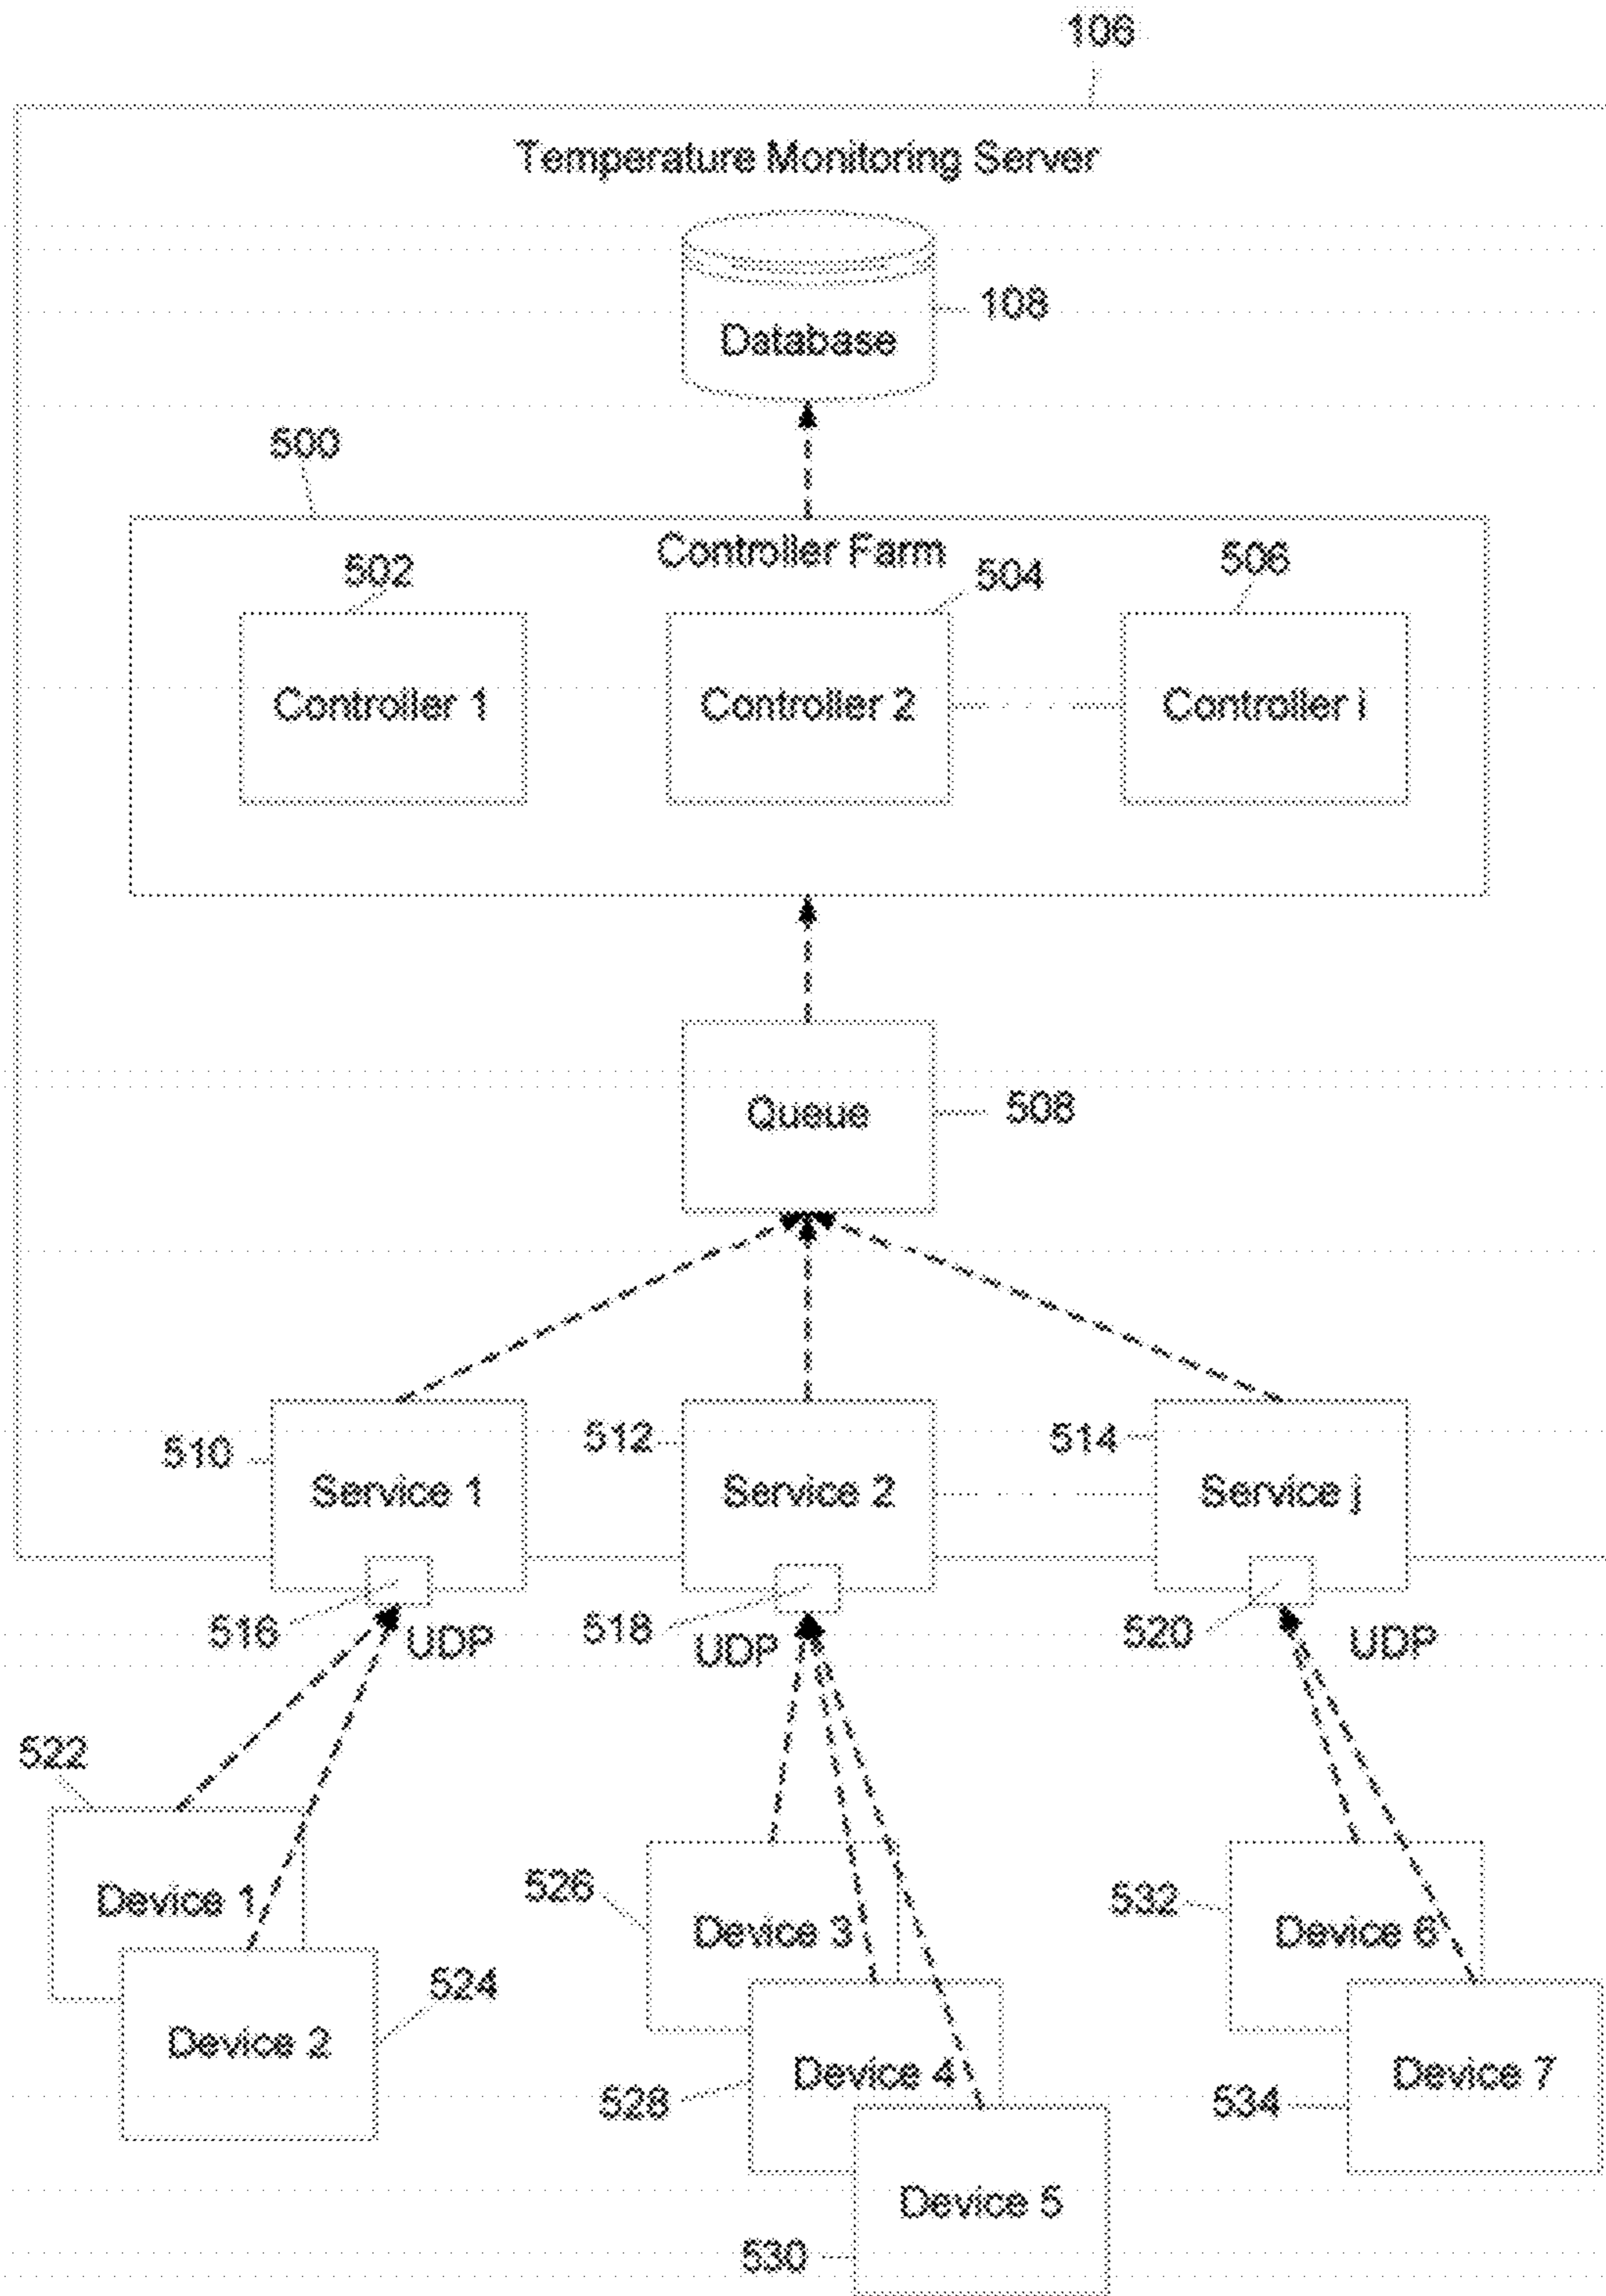 106
Temperature Monitoring Server
Database
108
500
Controller Farm
502
504
506
Controller 1
Controller 2
Controller i
Queue
508
510
512
514
Service 1
Service 2
Service j
516
UDP
518
UDP
520
UDP
522
Device 1
526
Device 3
532
Device 6
524
Device 2
528
Device 4
534
Device 7
Device 5
530